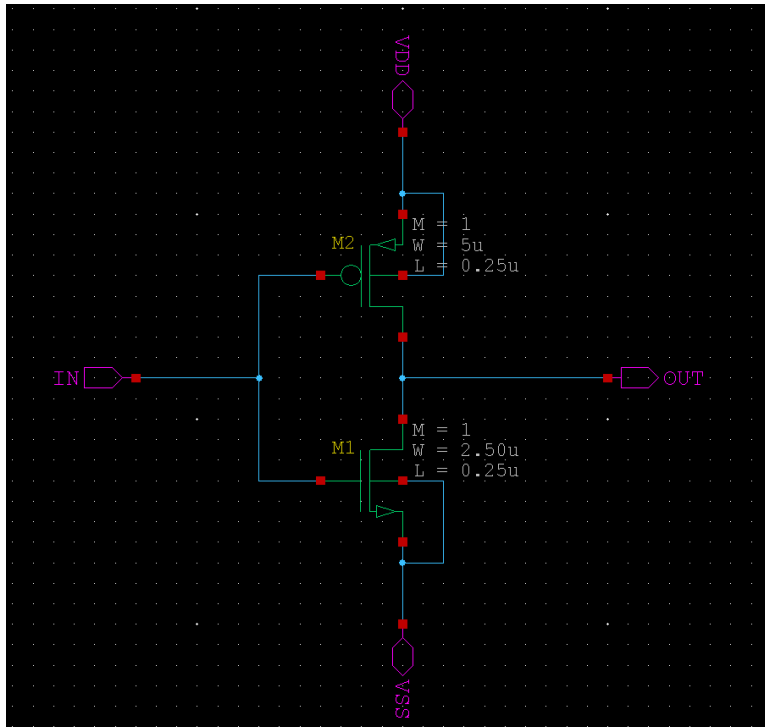 VDD
M = 1
M2
W = 5u
L = 0.25u
IN
OUT
M = 1
M1
W = 2.50u
L = 0.25u
VSS